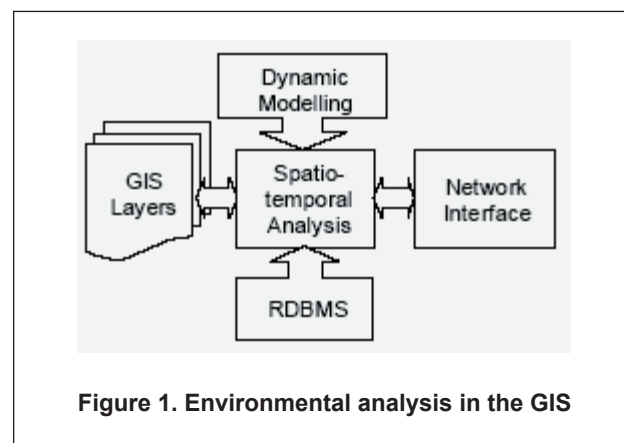 Dynamic
Modelling
GIS
Layers
Spatio-
temporal
Analysis
Network
Interface
RDBMS
Figure 1. Environmental analysis in the GIS